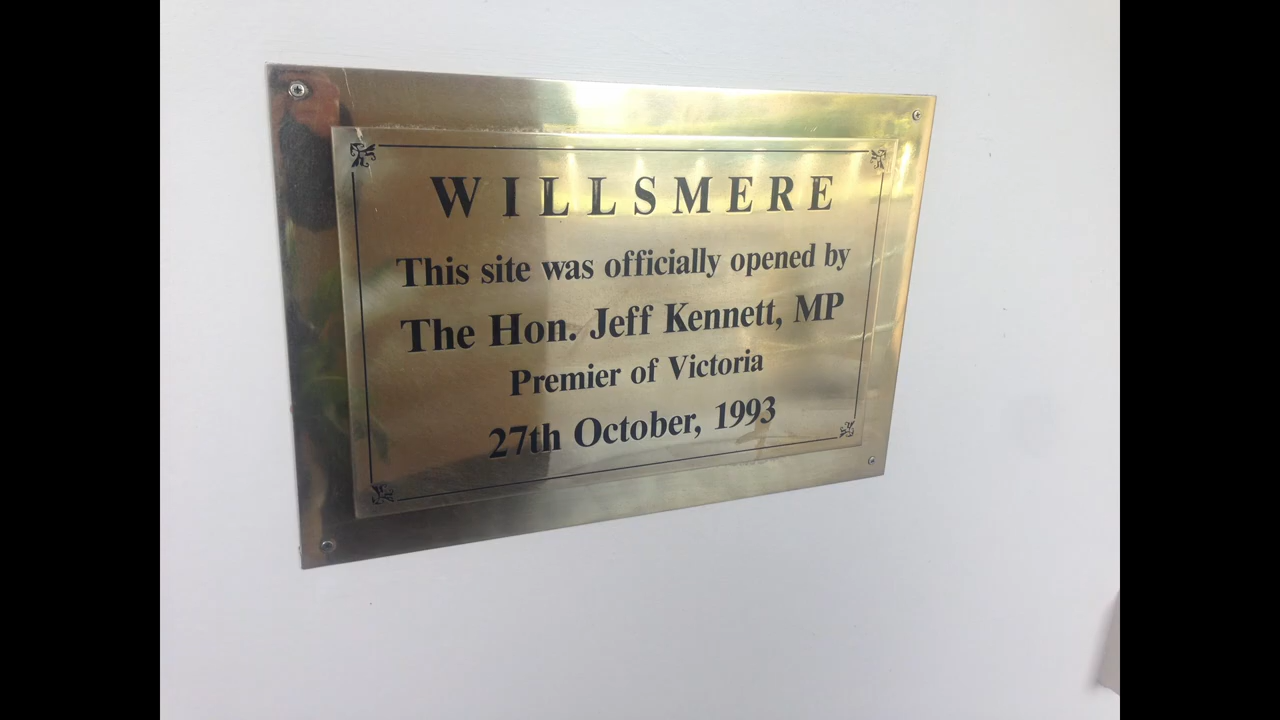 WILLSMERE
This site was officially opened by
The Hon. Jeff Kennett, MP
Premier of Victoria
27th October, 1993